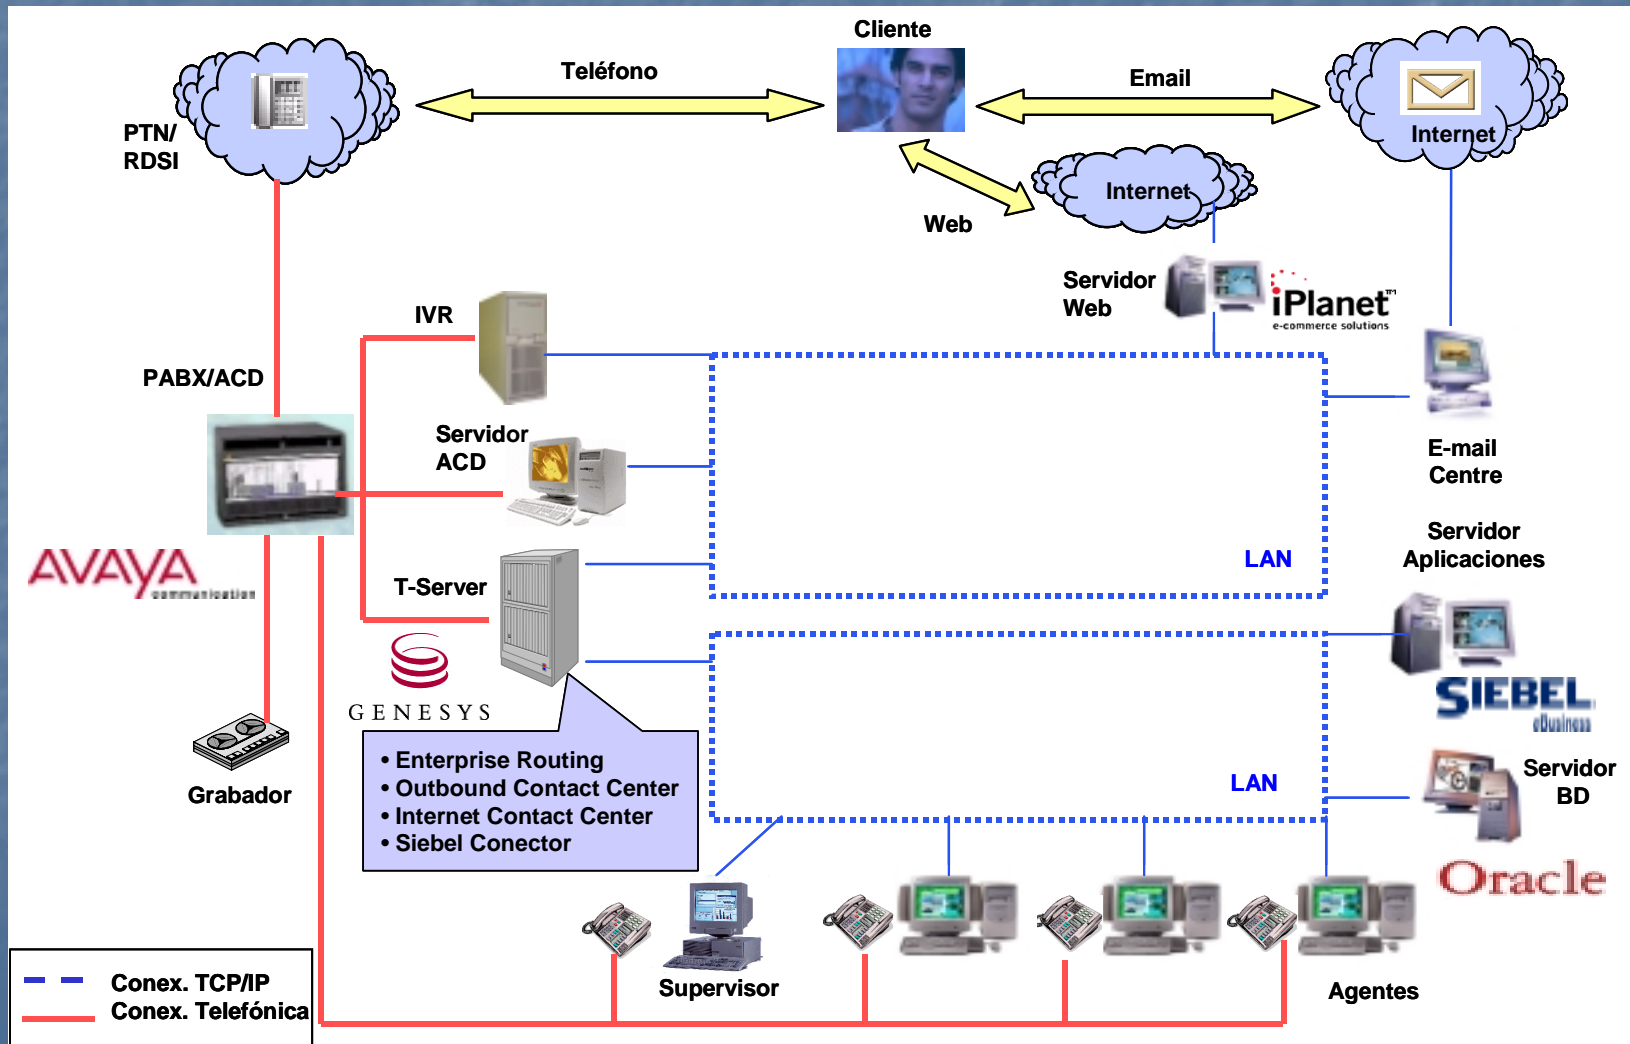 Cliente
Teléfono
Email
PTN/
RDSI
Internet
Internet
Web
Servidor
Web
iPlanet™
e-commerce solutions
IVR
PABX/ACD
Servidor
ACD
E-mail
Centre
LAN
Servidor
Aplicaciones
AVAYA
communication
T-Server
GENESYS
SIEBEL
eBusiness
• Enterprise Routing
• Outbound Contact Center
• Internet Contact Center
• Siebel Conector
LAN
Servidor
BD
Grabador
Oracle
Supervisor
Agentes
Conex. TCP/IP
Conex. Telefónica